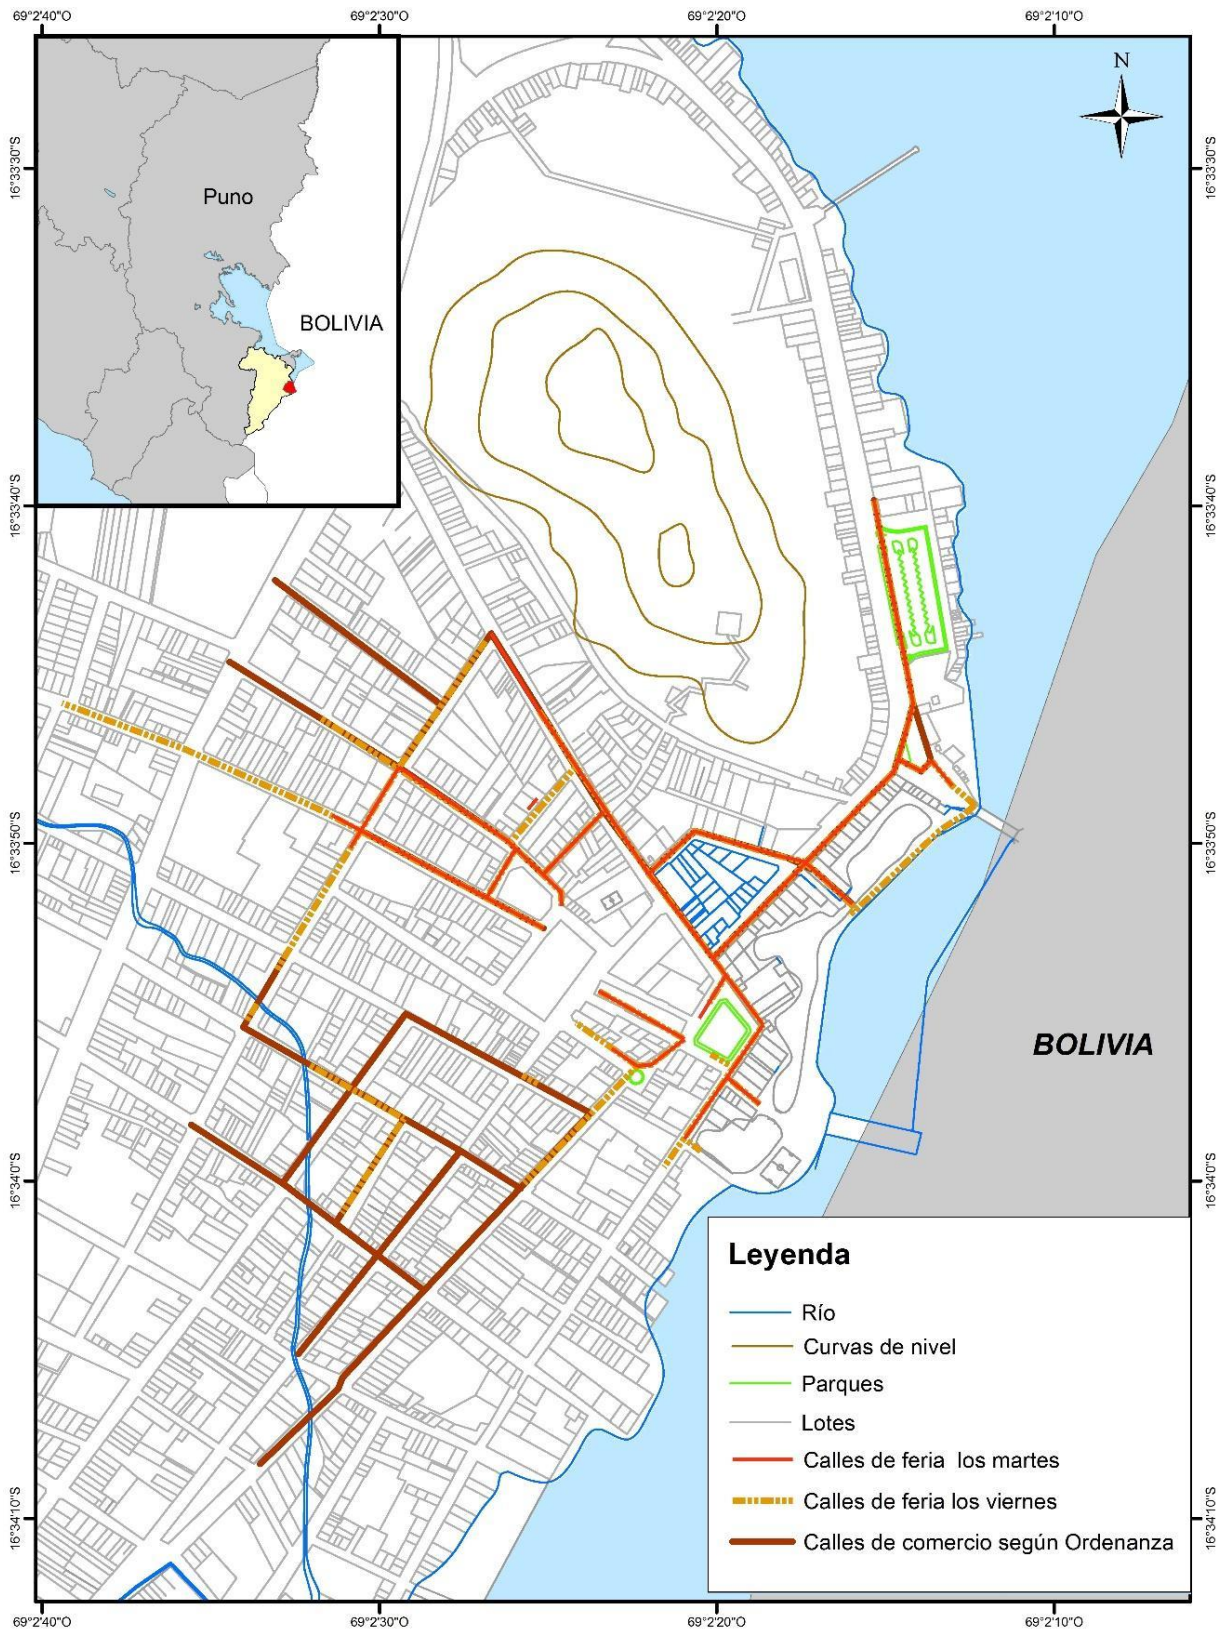 69°2'40"O
69°2'30"O
69°2'20"O
69°2'10"O
N
16°33'30"S
16°33'30"S
Puno
BOLIVIA
16°33'40"S
16°33'40"S
16°33'50"S
16°33'50"S
BOLIVIA
16°34'0"S
16°34'0"S
Leyenda
Río
Curvas de nivel
Parques
Lotes
Calles de feria los martes
Calles de feria los viernes
Calles de comercio según Ordenanza
16°34'10"S
16°34'10"S
69°2'40"O
69°2'30"O
69°2'20"O
69°2'10"O